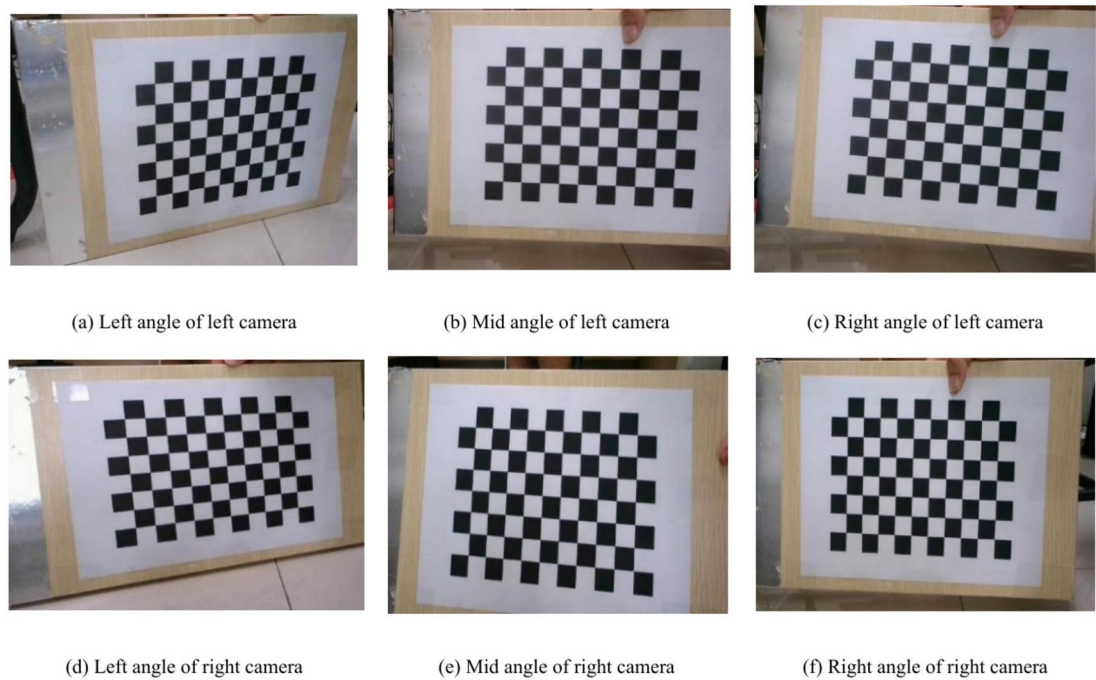 (a) Left angle of left camera
(b) Mid angle of left camera
(c) Right angle of left camera
(d) Left angle of right camera
(e) Mid angle of right camera
(f) Right angle of right camera